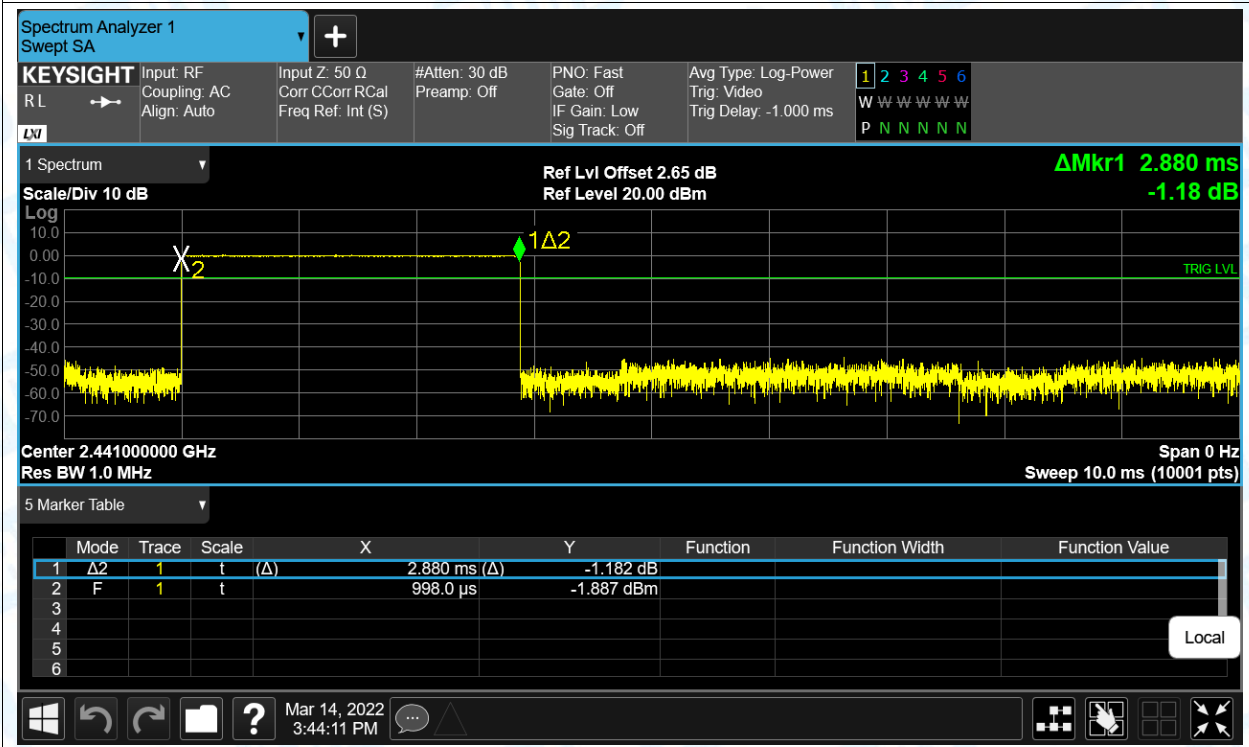 Spectrum Analyzer 1
Swept SA
KEYSIGHT
R L
LXI
Input: RF
Coupling: AC
Align: Auto
Input Z: 50 Ω
Corr CCorr RCal
Freq Ref: Int (S)
#Atten: 30 dB
Preamp: Off
PNO: Fast
Gate: Off
IF Gain: Low
Sig Track: Off
Avg Type: Log-Power
Trig: Video
Trig Delay: -1.000 ms
1 2 3 4 5 6
W W W W W W
P N N N N N
1 Spectrum
Scale/Div 10 dB
Ref Lvl Offset 2.65 dB
Ref Level 20.00 dBm
ΔMkr1 2.880 ms
-1.18 dB
Log
10.0
0.00
-10.0
-20.0
-30.0
-40.0
-50.0
-60.0
-70.0
2
1Δ2
TRIG LVL
Center 2.441000000 GHz
Res BW 1.0 MHz
Span 0 Hz
Sweep 10.0 ms (10001 pts)
5 Marker Table
Mode Trace Scale X Y Function Function Width Function Value
1 Δ2 1 t (Δ) 2.880 ms (Δ) -1.182 dB
2 F 1 t 998.0 µs -1.887 dBm
3
4
5
6
Local
?
Mar 14, 2022
3:44:11 PM